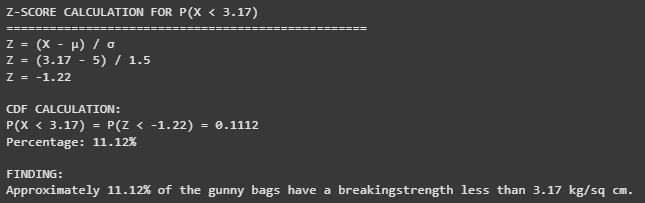 Z-SCORE CALCULATION FOR P(X < 3.17)
==================================================
Z = (X - μ) / σ
Z = (3.17 - 5) / 1.5
Z = -1.22
CDF CALCULATION:
P(X < 3.17) = P(Z < -1.22) = 0.1112
Percentage: 11.12%
FINDING:
Approximately 11.12% of the gunny bags have a breakingstrength less than 3.17 kg/sq cm.